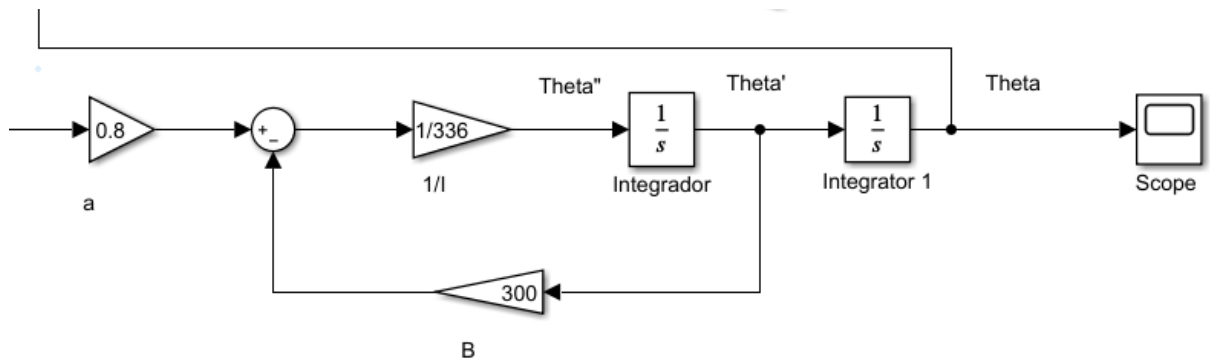 Theta"
Theta'
Theta
0.8
+
−
1/336
1
s
1
s
a
1/I
Integrador
Integrator 1
Scope
300
B